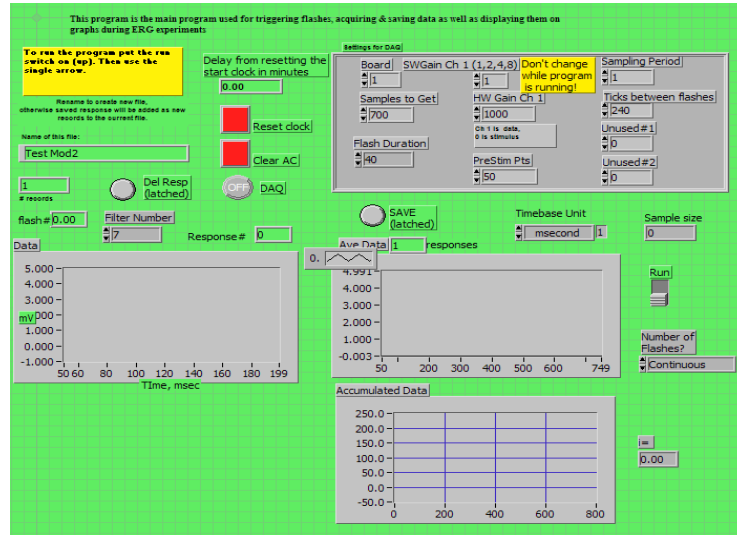 This program is the main program used for triggering flashes, acquiring & saving data as well as displaying them on
graphs during ERG experiments
To run the program put the run
switch on (up). Then use the
single arrow.
Rename to create new file,
otherwise saved response will be added as new
records to the current file.
Name of this file:
Test Mod2
1
# records
Del Resp
(latched)
flash# 0.00
Filter Number
7
Response# 0
Delay from resetting the
start clock in minutes
0.00
Reset clock
Clear AC
OFF DAQ
Settings for DAQ
Board
1
SWGain Ch 1 (1,2,4,8)
1
Don't change
while program
is running!
Sampling Period
1
Samples to Get
700
HW Gain Ch 1
1000
Ticks between flashes
240
Ch 1 is data,
0 is stimulus
Unused#1
0
Flash Duration
40
PreStim Pts
50
Unused#2
0
SAVE
(latched)
Timebase Unit
msecond 1
Sample size
0
Data
5.000
4.000
3.000
mV
1.000
0.000
-1.000
50 60 80 100 120 140 160 180 199
TIme, msec
Ave Data 1 responses
0.
4.991
4.000
3.000
2.000
1.000
-0.003
50 200 300 400 500 600 749
Run
Number of
Flashes?
Continuous
Accumulated Data
250.0
200.0
150.0
100.0
50.0
0.0
-50.0
0 200 400 600 800
i=
0.00